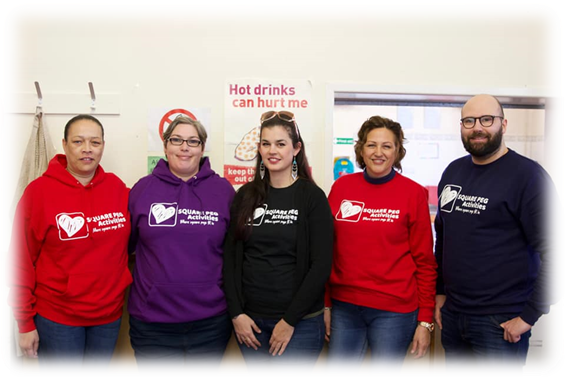 Hot drinks
can hurt me
keep the
out o
SQUARE PEG
Activities
SQUARE PEG
Activities
SQUARE PEG
Activities
SQUARE PEG
Activities
SQUARE PEG
Activities